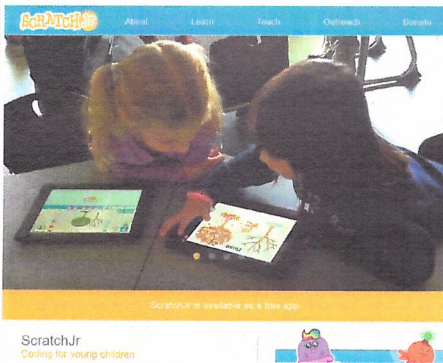 SCRATCHJR
About Learn Teach Outreach Donate
ScratchJr is available as a free app
ScratchJr
Coding for young children